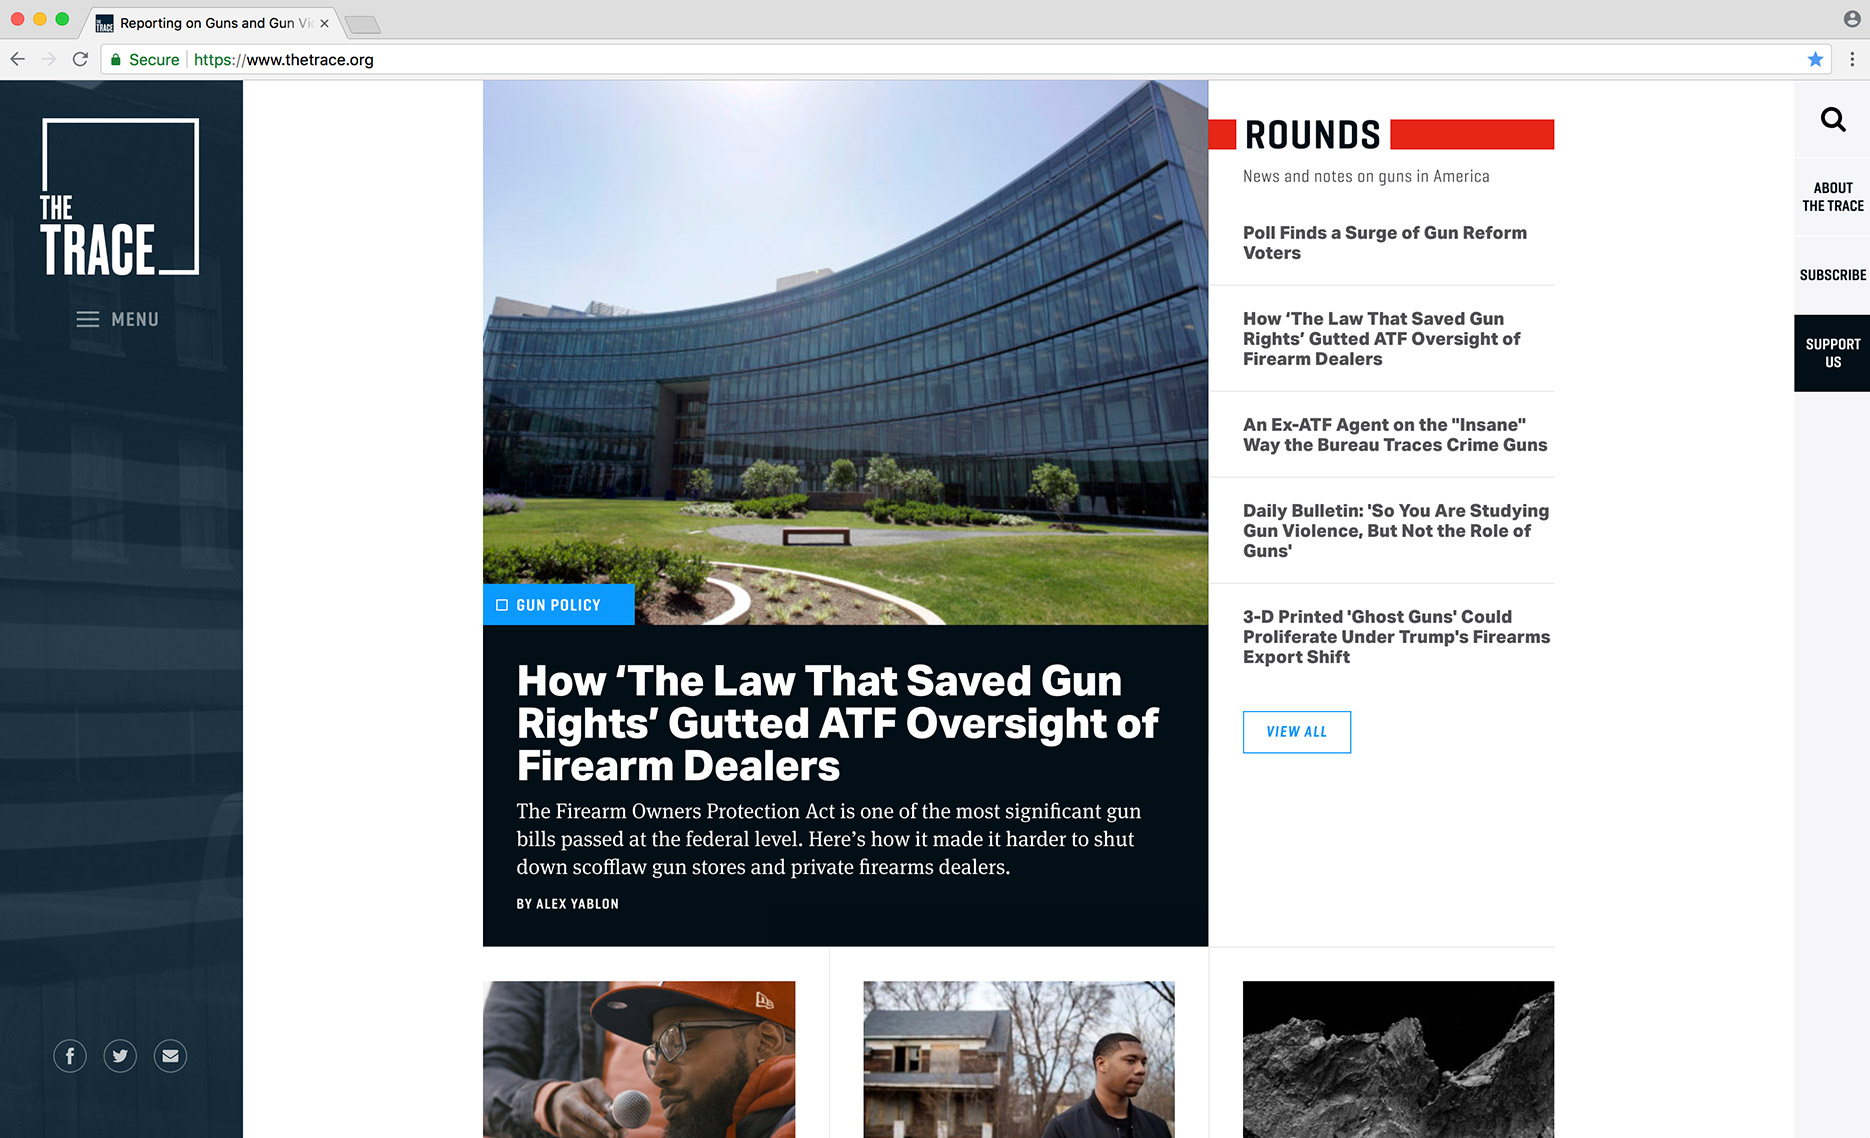 Reporting on Guns and Gun Vi
Secure
https://www.thetrace.org
THE
TRACE
MENU
GUN POLICY
How ‘The Law That Saved Gun
Rights’ Gutted ATF Oversight of
Firearm Dealers
The Firearm Owners Protection Act is one of the most significant gun
bills passed at the federal level. Here’s how it made it harder to shut
down scofflaw gun stores and private firearms dealers.
BY ALEX YABLON
ROUNDS
News and notes on guns in America
Poll Finds a Surge of Gun Reform
Voters
How ‘The Law That Saved Gun
Rights’ Gutted ATF Oversight of
Firearm Dealers
An Ex-ATF Agent on the "Insane"
Way the Bureau Traces Crime Guns
Daily Bulletin: 'So You Are Studying
Gun Violence, But Not the Role of
Guns'
3-D Printed 'Ghost Guns' Could
Proliferate Under Trump's Firearms
Export Shift
VIEW ALL
ABOUT
THE TRACE
SUBSCRIBE
SUPPORT
US